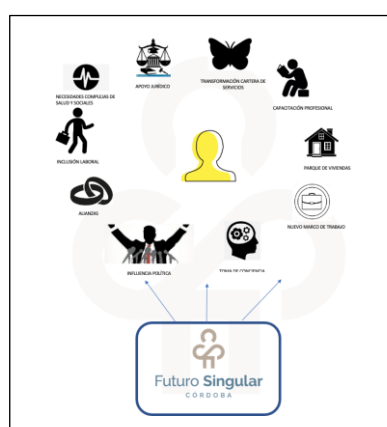 APOYO JURÍDICO
TRANSFORMACIÓN CARTERA DE
SERVICIOS
NECESIDADES COMPLEJAS DE
SALUD Y SOCIALES
CAPACITACIÓN PROFESIONAL
INCLUSIÓN LABORAL
PARQUE DE VIVIENDAS
ALIANZAS
NUEVO MARCO DE TRABAJO
INFLUENCIA POLÍTICA
TOMA DE CONCIENCIA
Futuro Singular
CÓRDOBA